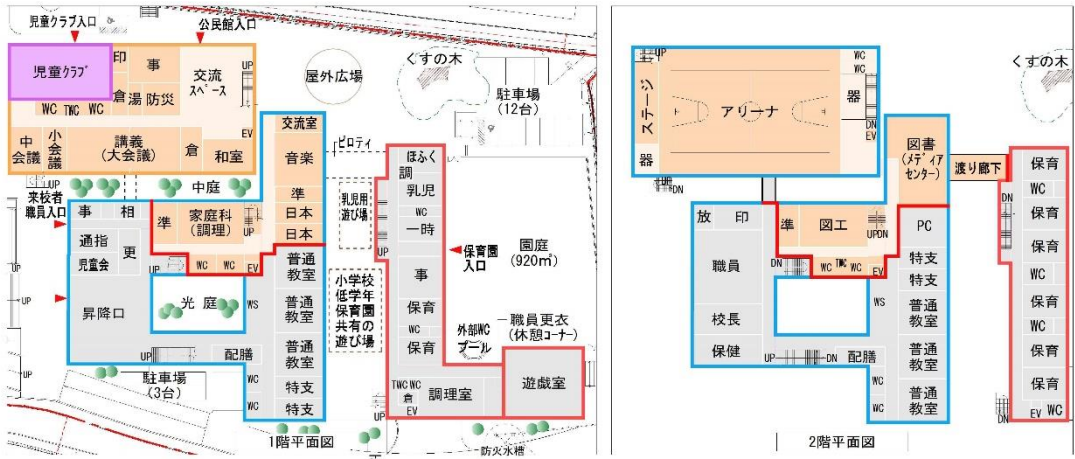 児童クラブ入口
公民館入口
児童クラブ
印
事
倉
湯
防災
交流
スペース
UP
WC TWC WC
中
会議
小
会議
講義
(大会議)
倉
和室
EV
屋外広場
くすの木
駐車場
(12台)
来校者
職員入口
UP
中庭
ピロティ
交流室
音楽
準
日本
日本
準
家庭科
(調理)
UP
WC
WC
EV
事
相
通指
児童会
更
昇降口
UP
UP
光庭
WS
普通
教室
普通
教室
普通
教室
特支
特支
配膳
UP
WC
WC
駐車場
(3台)
UP
乳児用
遊び場
小学校
低学年
保育園
共有の
遊び場
ほふく
調
乳児
WC
一時
UP
事
保育
WC
保育
TWC WC
倉
EV
調理室
UP
保育園
入口
園庭
(920㎡)
外部WC
プール
職員更衣
(休憩コーナー)
遊戯室
防火水槽
1階平面図
UP
ステージ
器
アリーナ
WC
WC
器
DN
EV
DN
くすの木
図書
(メディア
センター)
渡り廊下
放
印
準
図工
UPDN
WC
TWC
WC
EV
DN
職員
校長
保健
UP
DN
配膳
WS
WC
WC
PC
特支
特支
普通
教室
普通
教室
普通
教室
保育
WC
保育
DN
保育
WC
保育
保育
WC
保育
DN
EV WC
2階平面図